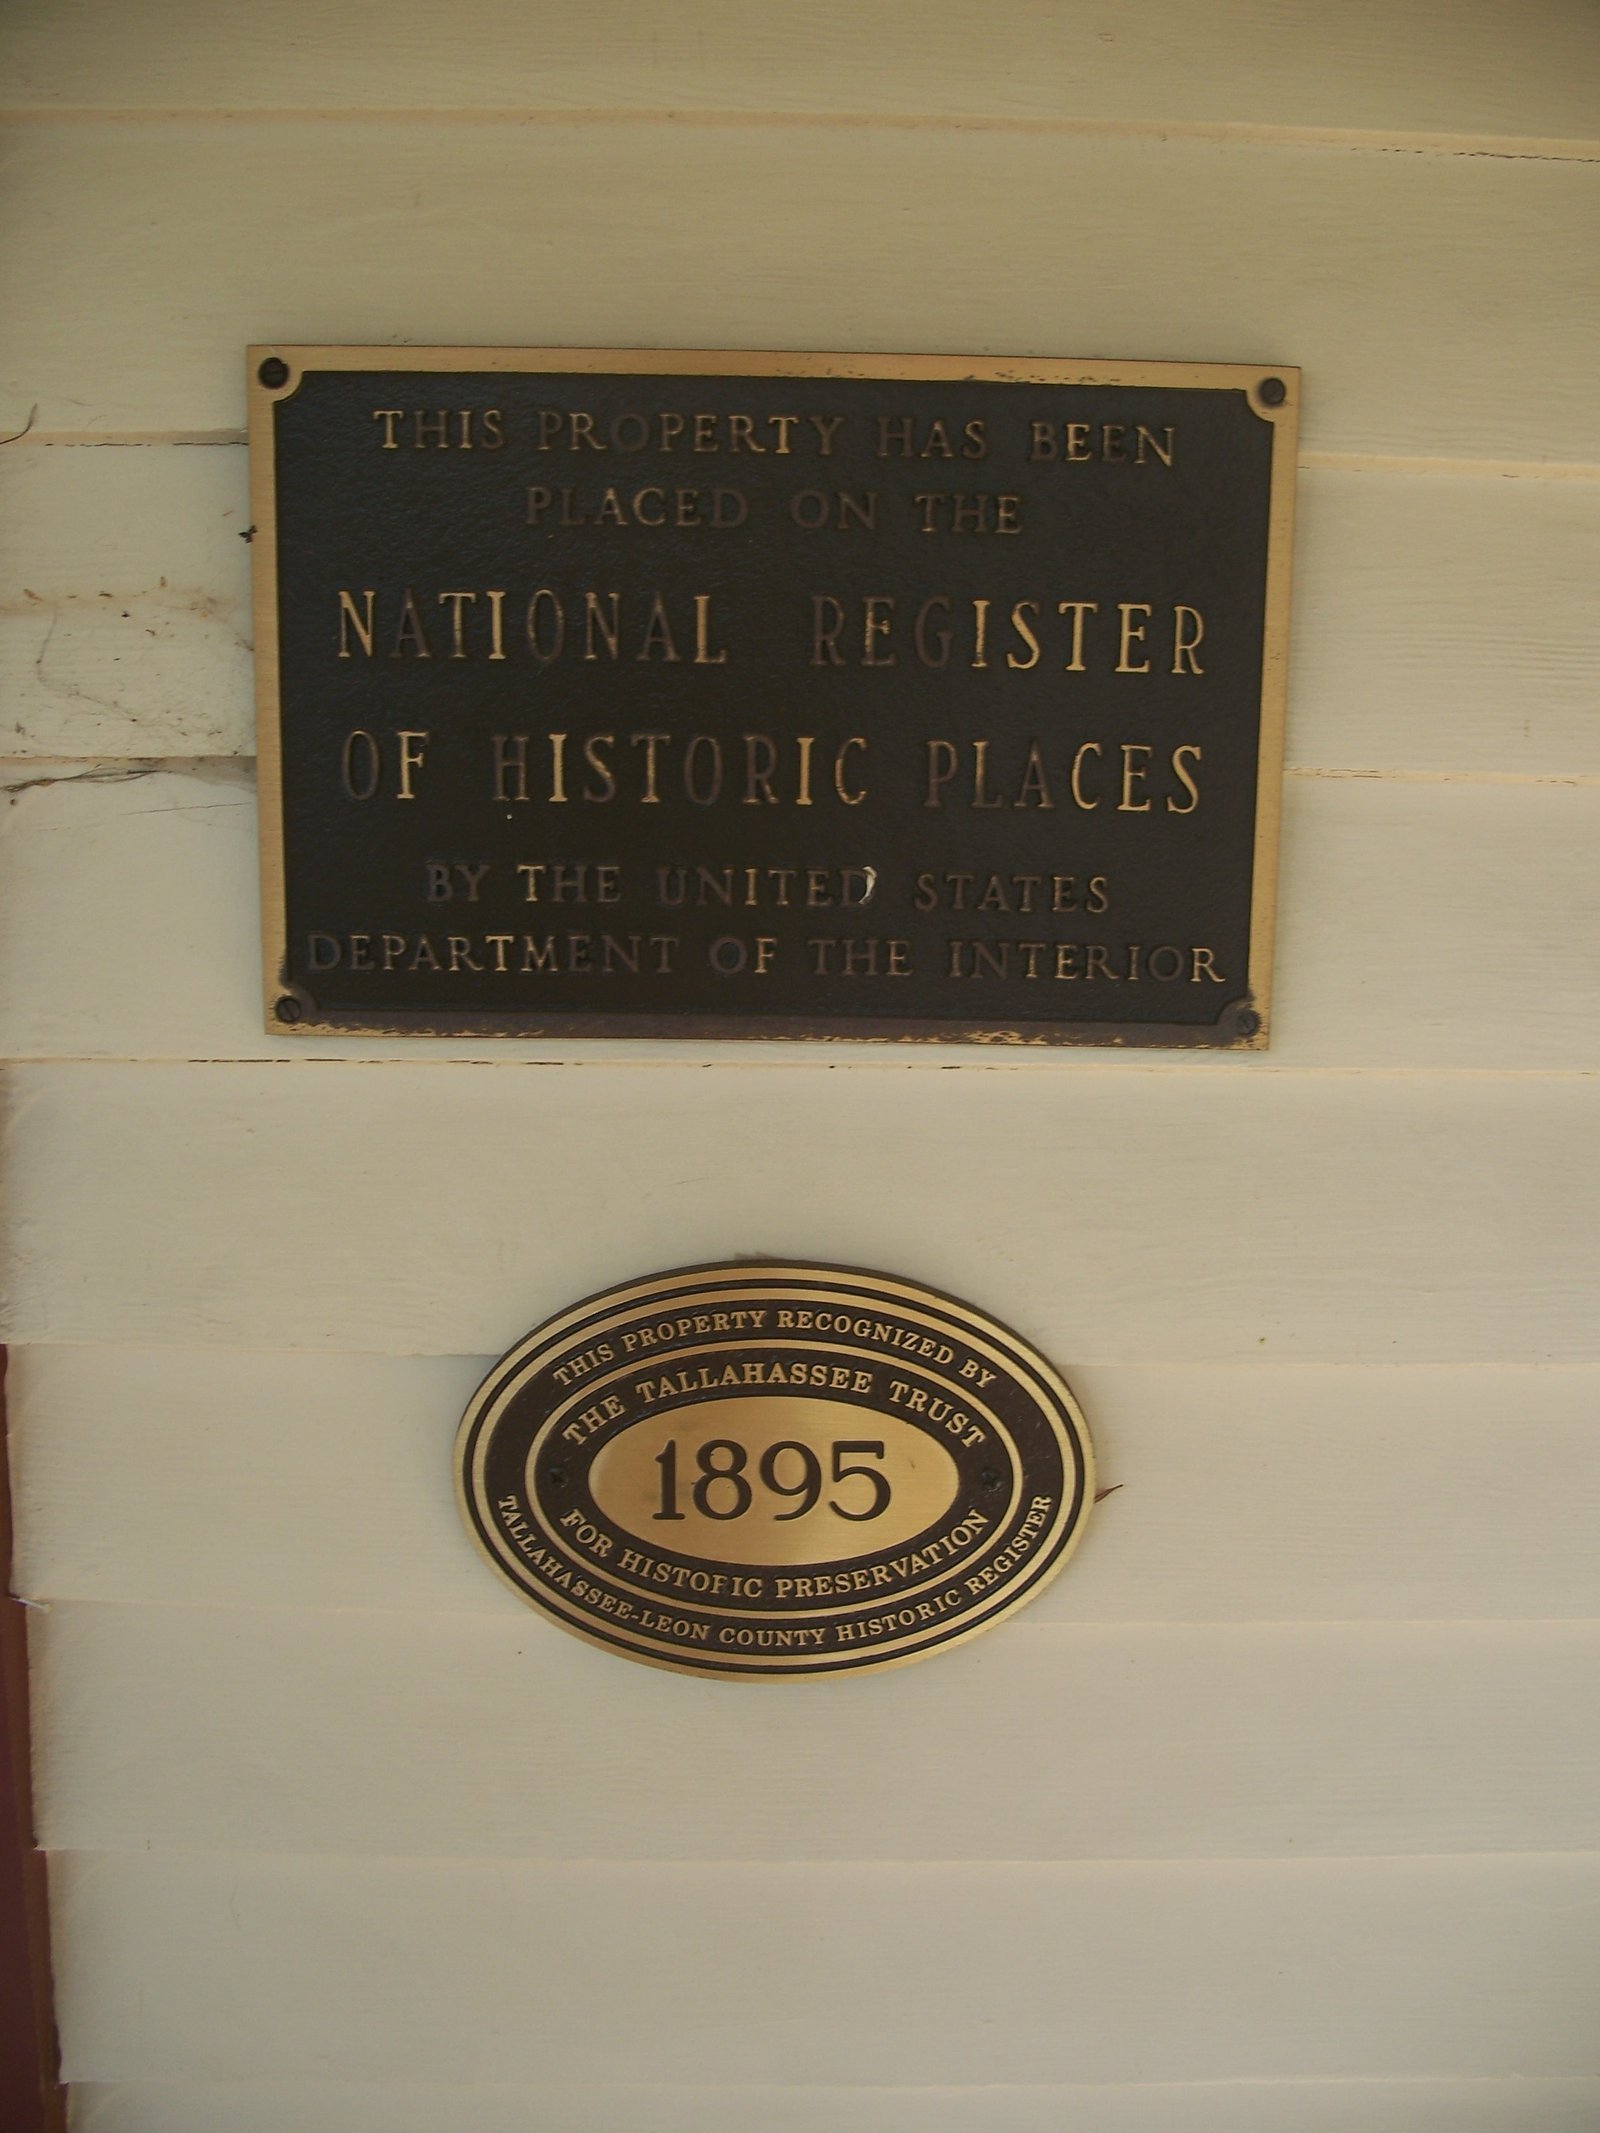 THIS PROPERTY HAS BEEN
PLACED ON THE
NATIONAL REGISTER
OF HISTORIC PLACES
BY THE UNITED STATES
DEPARTMENT OF THE INTERIOR
THIS PROPERTY RECOGNIZED BY
THE TALLAHASSEE TRUST
1895
FOR HISTORIC PRESERVATION
TALLAHASSEE-LEON COUNTY HISTORIC REGISTER